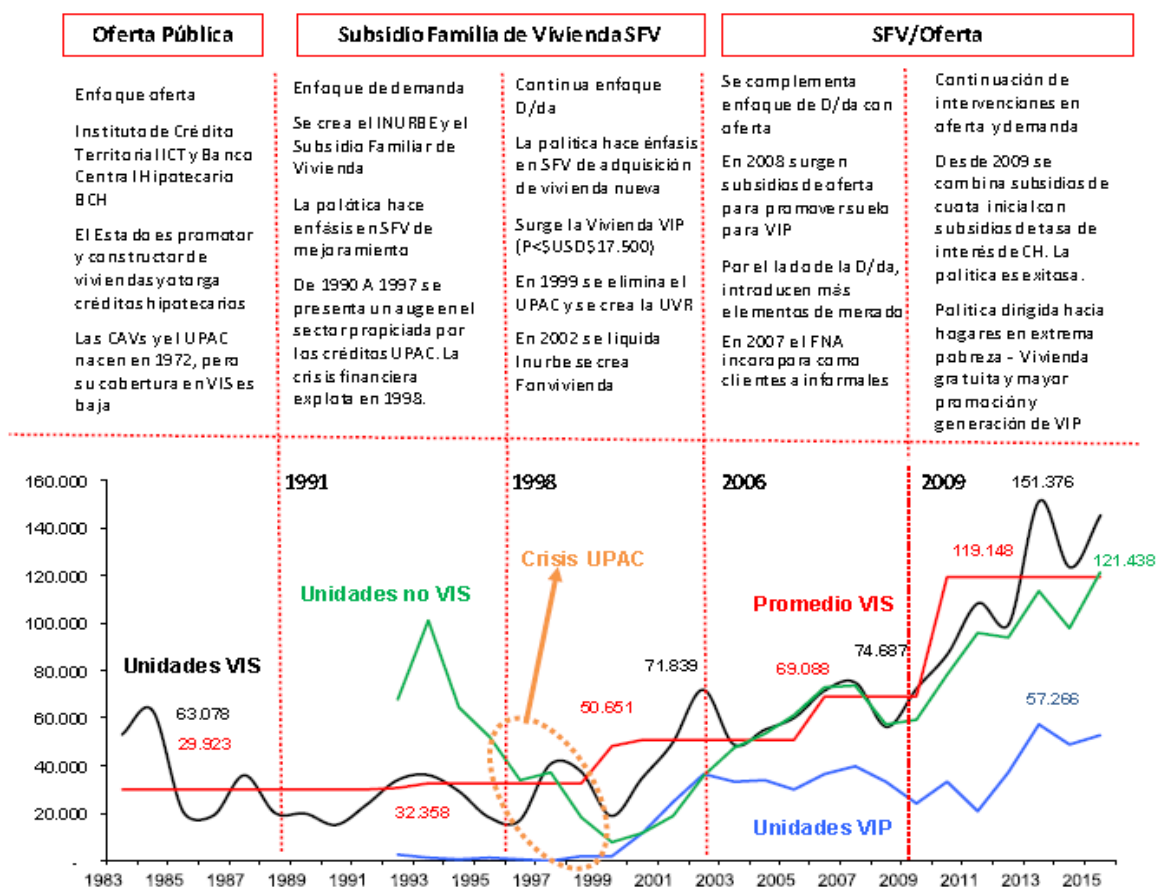 Oferta Pública
Subsídio Família de Vivienda SFV
SFV/Oferta
Enfoque oferta
Instituto de Crédito
Territorial ICT y Banco
Central Hipotecario
BCH
El Estado es promotor
y constructor de
viviendas y otorga
créditos hipotecarios
Las CAVs y el UPAC
nacen en 1972, pero
su cobertura en VIS es
baja
Enfoque de demanda
Se crea el INURBE y el
Subsidio Familiar de
Vivienda
La polática hace
enfásis en SFV de
mejoramiento
De 1990 A 1997 se
presenta un auge en el
sector propiciada por
los créditos UPAC. La
crisis financiera
explota en 1998.
Continua enfoque
D/da
La politica hace énfasis
en SFV de adquisición
de vivienda nueva
Surge la Vivienda VIP
(P<$USD$17.500)
En 1999 se elimina el
UPAC y se crea la UVR
En 2002 se liquida
Inurbe se crea
Fonvivienda
Se complementa
enfoque de D/da con
oferta
En 2008 surgen
subsidios de oferta
para promover suelo
para VIP
Por el lado de la D/da,
introducen más
elementos de mercado
En 2007 el FNA
incorpora como
clientes a informales
Continuación de
intervenciones en
oferta y demanda
Desde 2009 se
combina subsidios de
cuota inicial con
subsidios de tasa de
interés de CH. La
politica es exitosa.
Politica dirigida hacia
hogares en extrema
pobreza - Vivienda
gratuita y mayor
promoción y
generación de VIP
1991
1998
2006
2009
160.000
140.000
120.000
100.000
80.000
60.000
40.000
20.000
-
Unidades VIS
63.078
29.923
Unidades no VIS
32.358
Crisis UPAC
50.651
71.839
Promedio VIS
69.088
74.687
119.148
151.376
121.438
57.266
Unidades VIP
1983 1985 1987 1989 1991 1993 1995 1997 1999 2001 2003 2005 2007 2009 2011 2013 2015